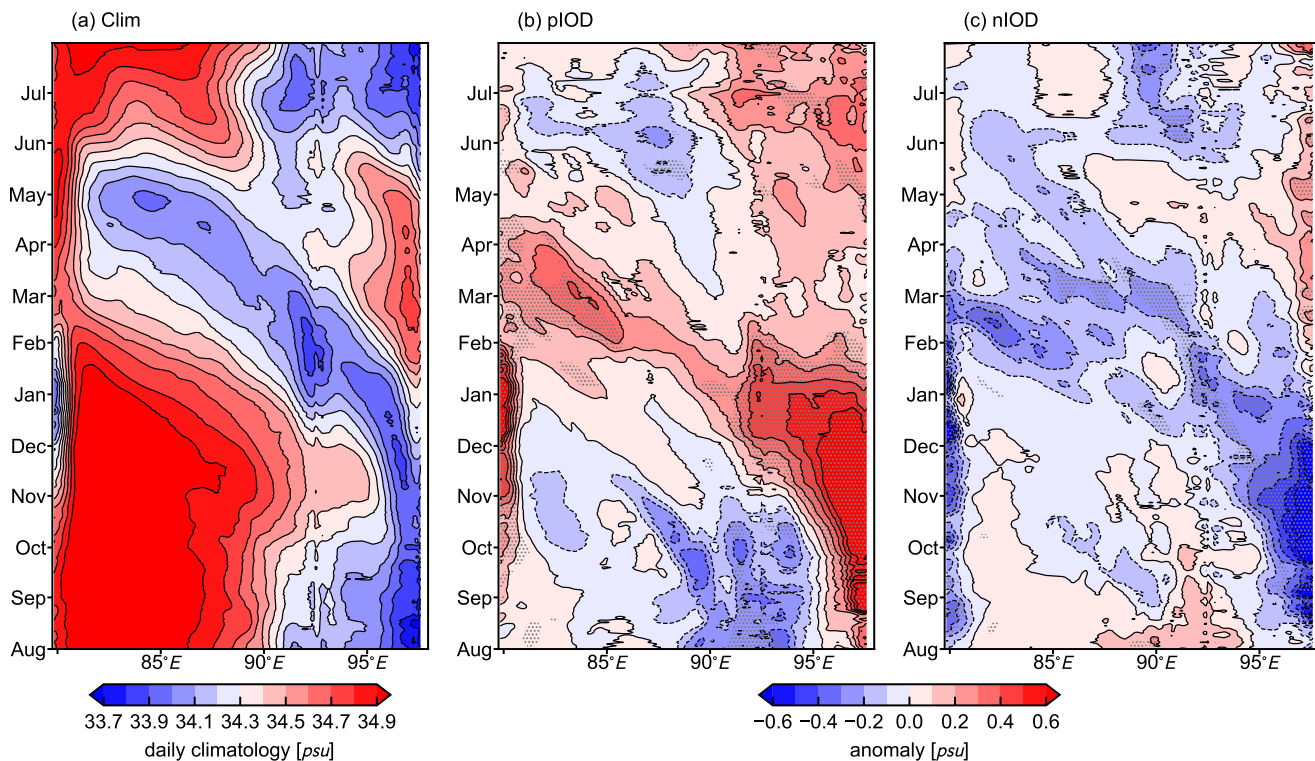 (a) Clim
(b) pIOD
(c) nIOD
Jul
Jun
May
Apr
Mar
Feb
Jan
Dec
Nov
Oct
Sep
Aug
85°E
90°E
95°E
Jul
Jun
May
Apr
Mar
Feb
Jan
Dec
Nov
Oct
Sep
Aug
85°E
90°E
95°E
Jul
Jun
May
Apr
Mar
Feb
Jan
Dec
Nov
Oct
Sep
Aug
85°E
90°E
95°E
33.7 33.9 34.1 34.3 34.5 34.7 34.9
daily climatology [psu]
−0.6 −0.4 −0.2 0.0 0.2 0.4 0.6
anomaly [psu]